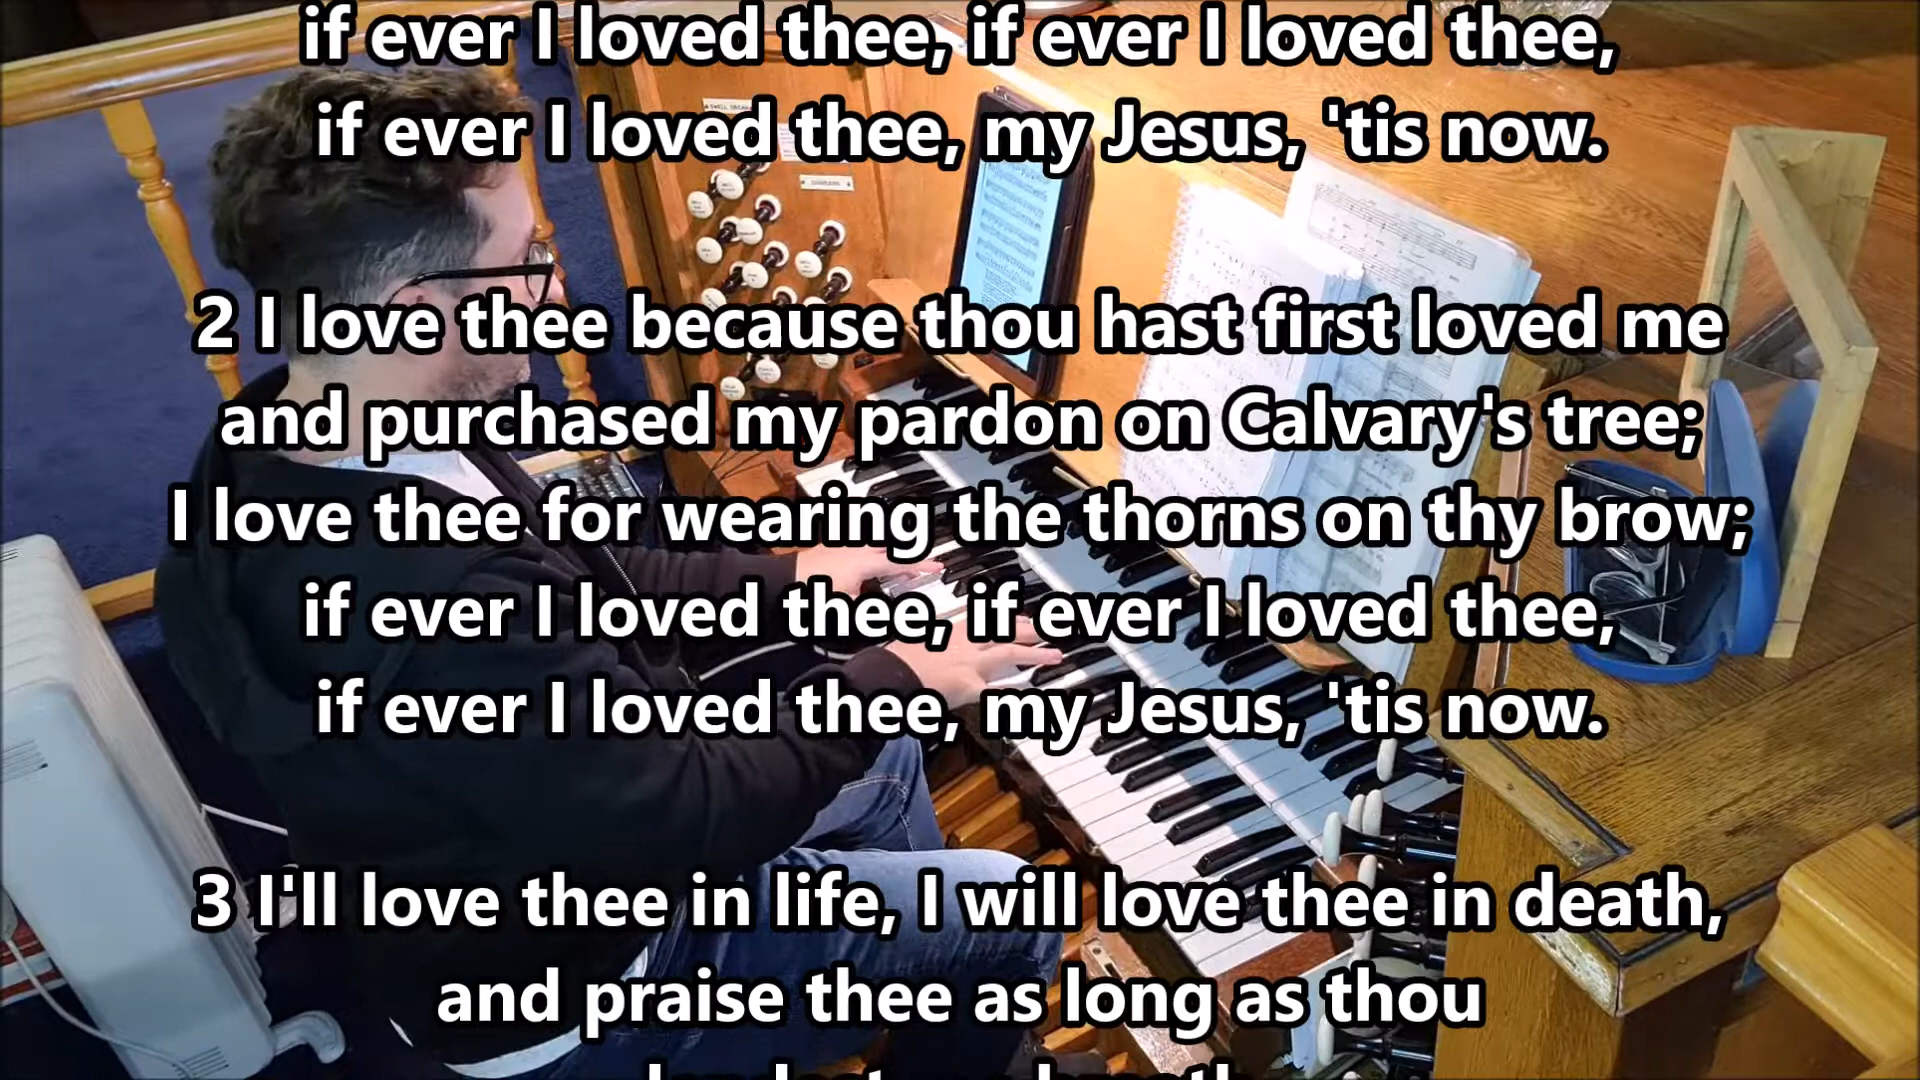 if ever I loved thee, if ever I loved thee,
if ever I loved thee, my Jesus, 'tis now.
2 I love thee because thou hast first loved me
and purchased my pardon on Calvary's tree;
I love thee for wearing the thorns on thy brow;
if ever I loved thee, if ever I loved thee,
if ever I loved thee, my Jesus, 'tis now.
3 I'll love thee in life, I will love thee in death,
and praise thee as long as thou
SWELL ORGAN